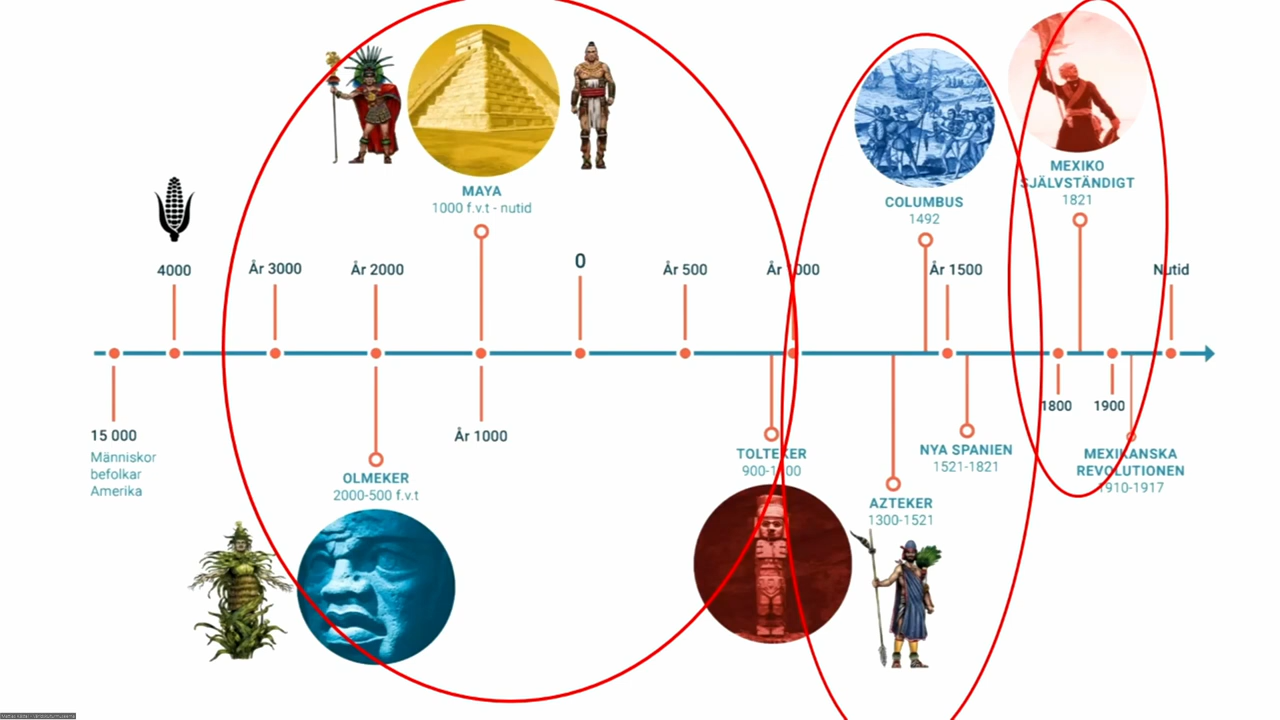 MAYA
1000 f.v.t - nutid
COLUMBUS
1492
MEXIKO
SJÄLVSTÄNDIGT
1821
4000
År 3000
År 2000
0
År 500
År 1000
År 1500
Nutid
15 000
Människor
befolkar
Amerika
År 1000
OLMEKER
2000-500 f.v.t
TOLTEKER
900-1200
AZTEKER
1300-1521
NYA SPANIEN
1521-1821
1800
1900
MEXIKANSKA
REVOLUTIONEN
1910-1917